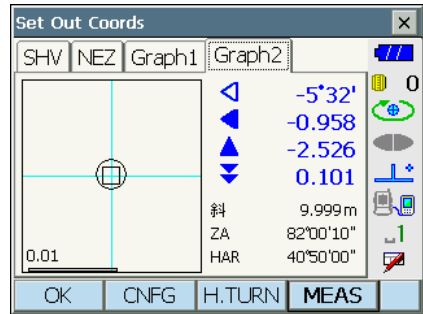 Set Out Coords
SHV NEZ Graph1 Graph2
0
-5°32'
-0.958
-2.526
0.101
斜 9.999m
ZA 82°00'10"
HAR 40°50'00"
0.01
1
OK CNFG H.TURN MEAS